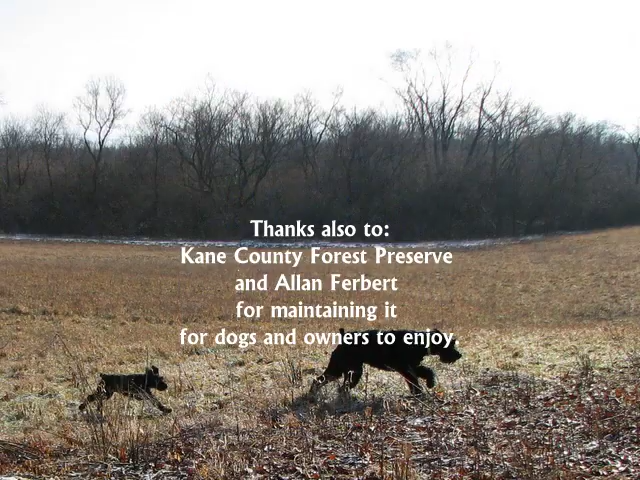 Thanks also to:
Kane County Forest Preserve
and Allan Ferbert
for maintaining it
for dogs and owners to enjoy.